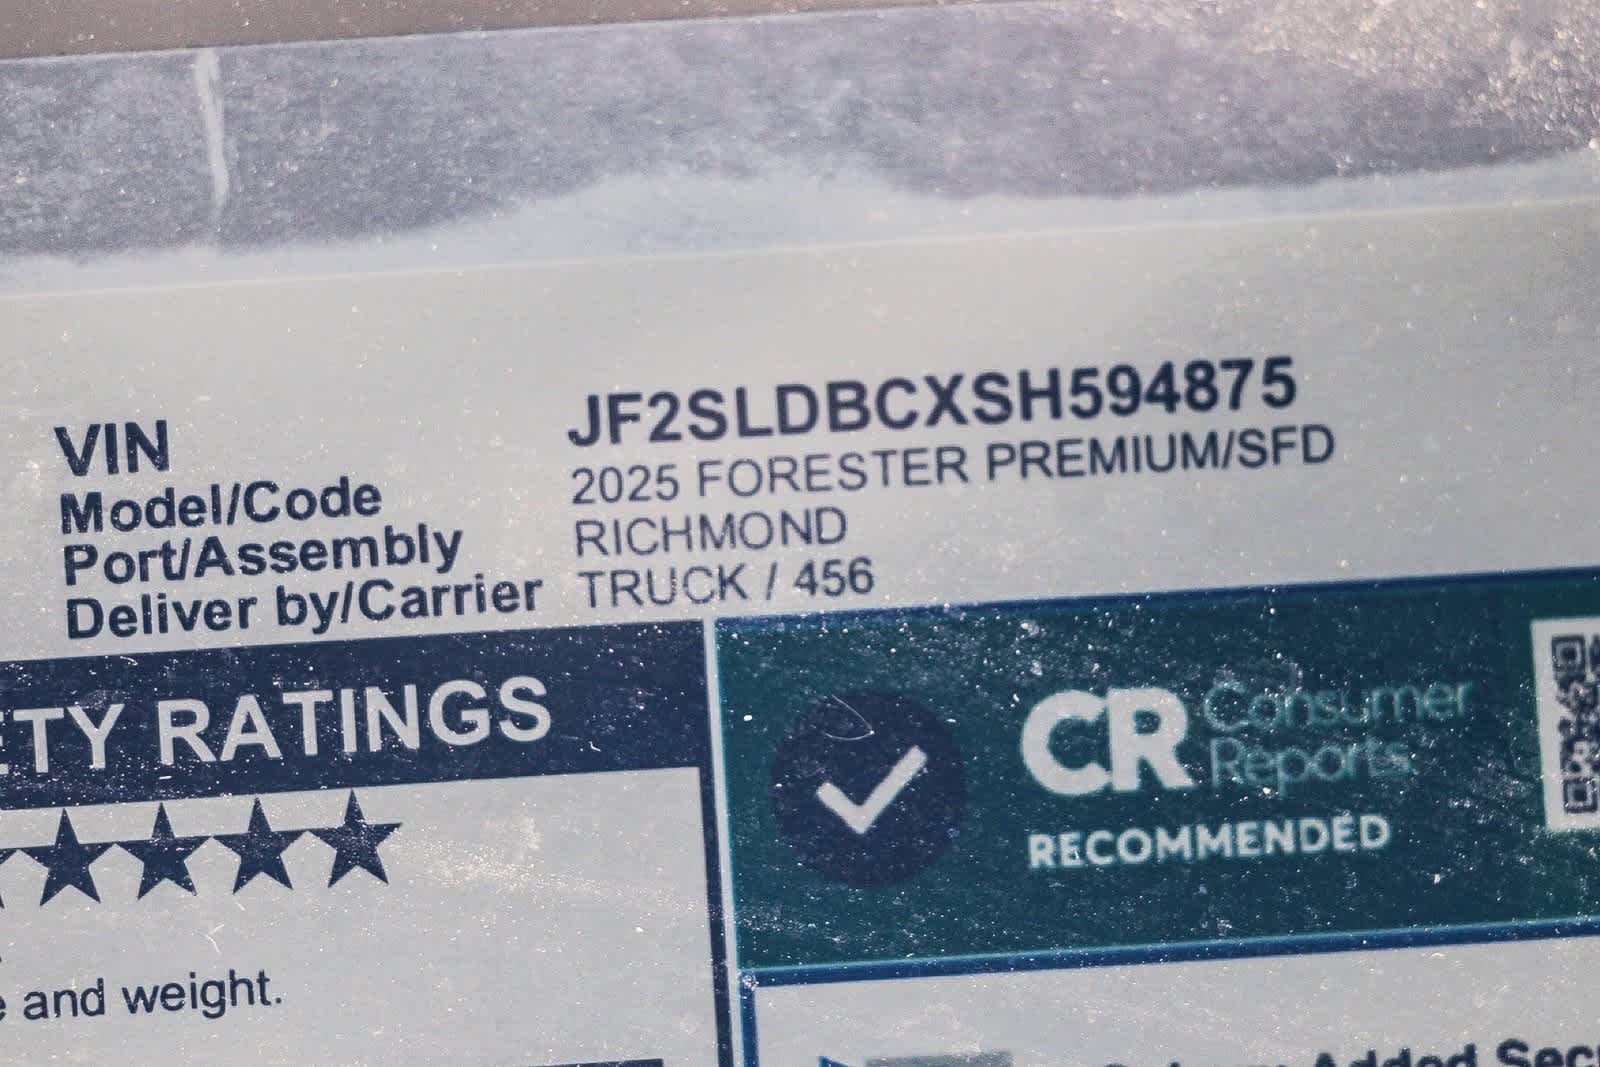 VIN JF2SLDBCXSH594875
Model/Code 2025 FORESTER PREMIUM/SFD
Port/Assembly RICHMOND
Deliver by/Carrier TRUCK / 456
ETY RATINGS
CR Consumer
Reports
RECOMMENDED
and weight.
Added